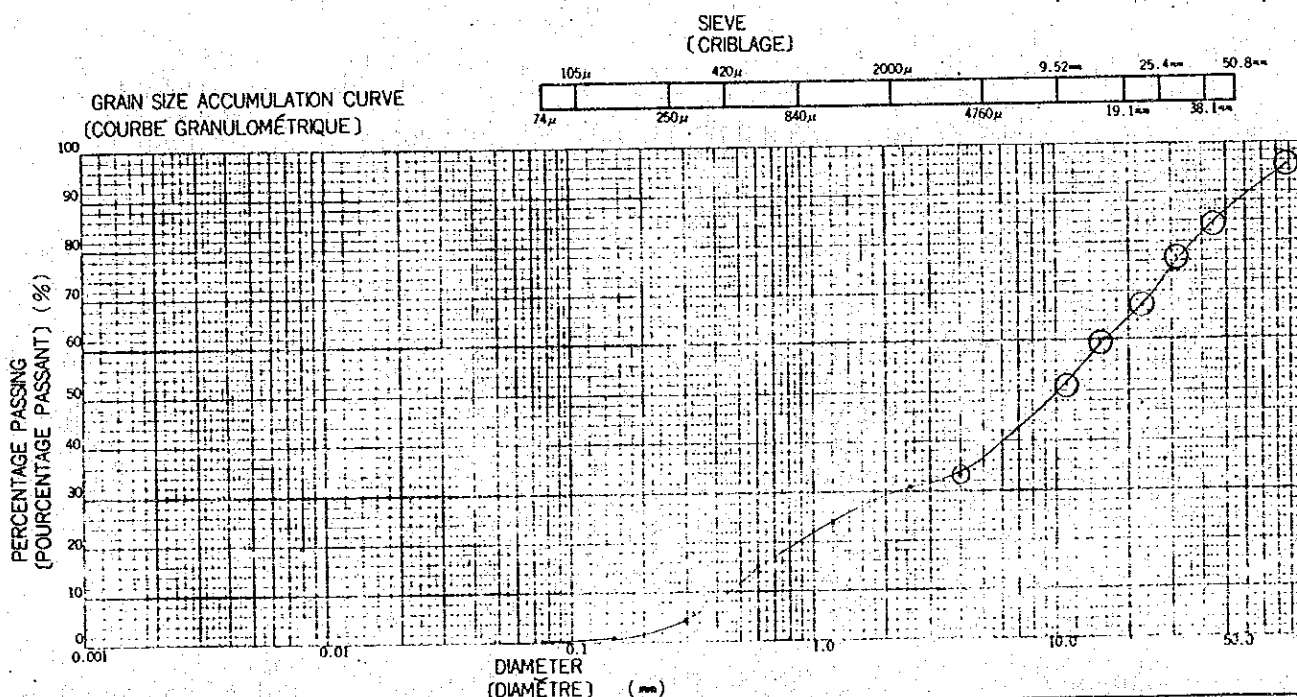 SIEVE
(CRIBLAGE)
105μ 420μ 2000μ 9.52mm 25.4mm 50.8mm
74μ 250μ 840μ 4760μ 19.1mm 38.1mm
GRAIN SIZE ACCUMULATION CURVE
(COURBE GRANULOMÉTRIQUE)
PERCENTAGE PASSING
(POURCENTAGE PASSANT) (%)
100
90
80
70
60
50
40
30
20
10
0
0.001 0.01 0.1 1.0 10.0
DIAMETER
(DIAMÈTRE) (mm)